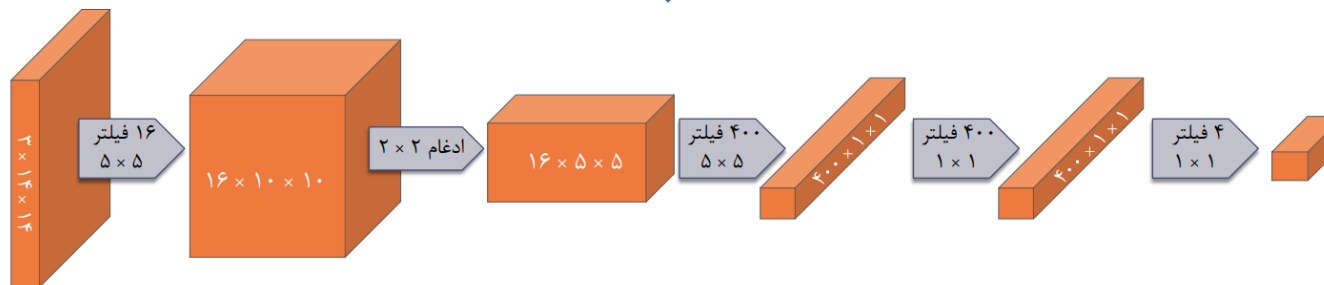 ۳ × ۱۴ × ۱۴
۱۶ فیلتر
۵ × ۵
۱۶ × ۱۰ × ۱۰
ادغام ۲ × ۲
۱۶ × ۵ × ۵
۴۰۰ فیلتر
۵ × ۵
۴۰۰ × ۱ × ۱
۴۰۰ فیلتر
۱ × ۱
۴۰۰ × ۱ × ۱
۴ فیلتر
۱ × ۱